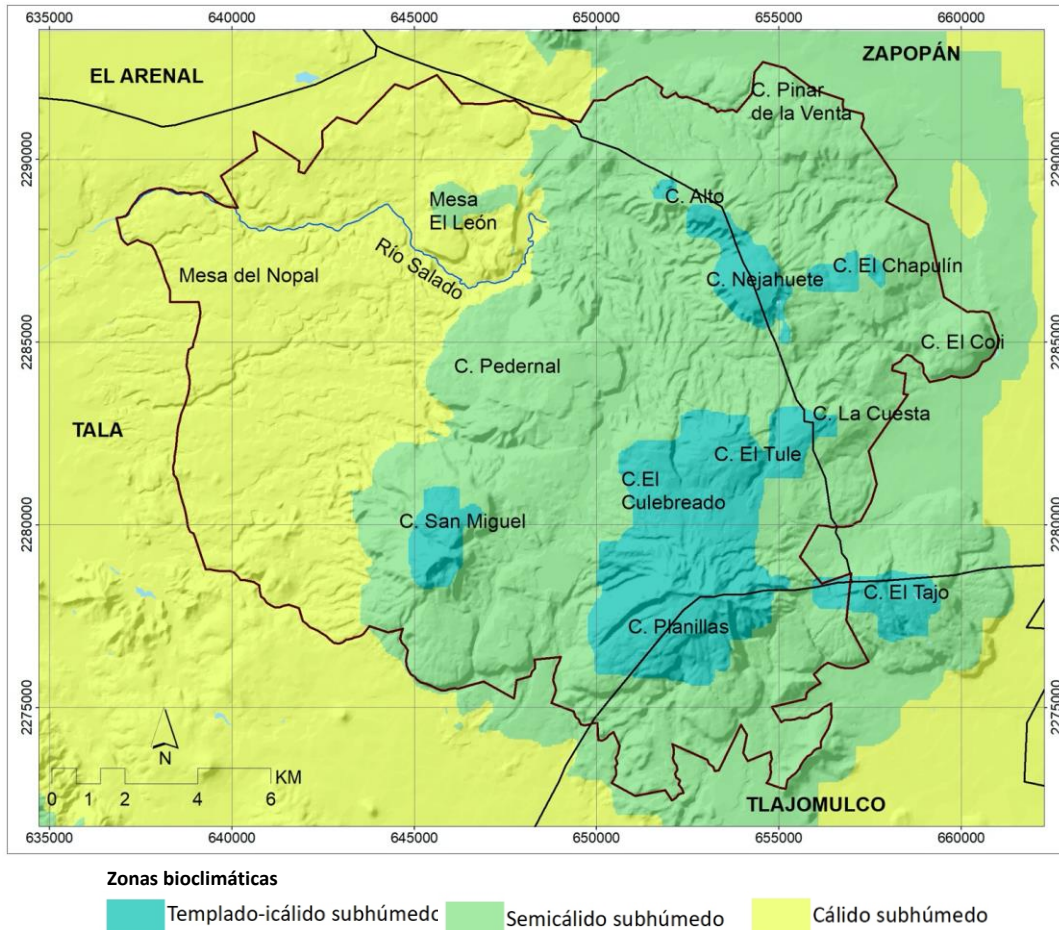 635000 640000 645000 650000 655000 660000
ZAPOPÁN
EL ARENAL
C. Pinar
de la Venta
2290000 2290000
C. Alto
Mesa
El León
Río Salado
Mesa del Nopal
C. Nejahuete
C. El Chapulín
2285000 2285000
C. El Coli
C. Pedernal
TALA
C. La Cuesta
C. El Tule
C.El
Culebreado
C. San Miguel
2280000 2280000
C. El Tajo
C. Planillas
2275000 2275000
N
KM
0 1 2 4 6
TLAJOMULCO
635000 640000 645000 650000 655000 660000
Zonas bioclimáticas
Templado-icálido subhúmedo
Semicálido subhúmedo
Cálido subhúmedo